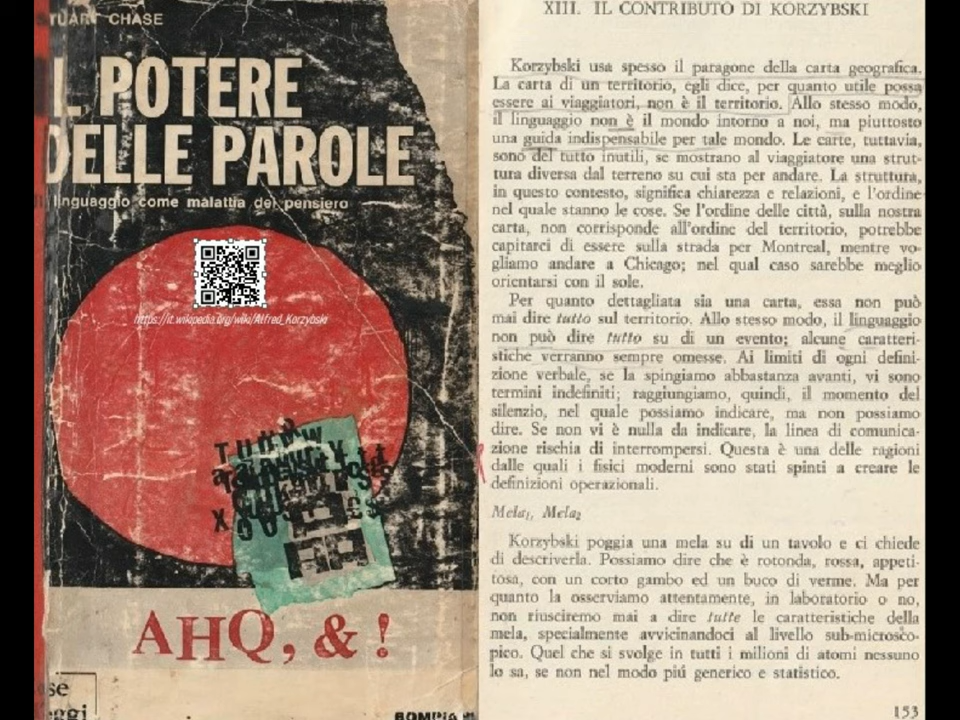 STUART CHASE
IL POTERE
DELLE PAROLE
linguaggio come malattia del pensiero
https://it.wikipedia.org/wiki/Alfred_Korzybski
AHQ, & !
BOMPIA
XIII. IL CONTRIBUTO DI KORZYBSKI
Korzybski usa spesso il paragone della carta geografica.
La carta di un territorio, egli dice, per quanto utile possa
essere ai viaggiatori, non è il territorio. Allo stesso modo,
il linguaggio non è il mondo intorno a noi, ma piuttosto
una guida indispensabile per tale mondo. Le carte, tuttavia,
sono del tutto inutili, se mostrano al viaggiatore una strut-
tura diversa dal terreno su cui sta per andare. La struttura,
in questo contesto, significa chiarezza e relazioni, e l'ordine
nel quale stanno le cose. Se l'ordine delle città, sulla nostra
carta, non corrisponde all'ordine del territorio, potrebbe
capitarci di essere sulla strada per Montreal, mentre vo-
gliamo andare a Chicago; nel qual caso sarebbe meglio
orientarsi con il sole.
Per quanto dettagliata sia una carta, essa non può
mai dire tutto sul territorio. Allo stesso modo, il linguaggio
non può dire tutto su di un evento; alcune caratteri-
stiche verranno sempre omesse. Ai limiti di ogni defini-
zione verbale, se la spingiamo abbastanza avanti, vi sono
termini indefiniti; raggiungiamo, quindi, il momento del
silenzio, nel quale possiamo indicare, ma non possiamo
dire. Se non vi è nulla da indicare, la linea di comunica-
zione rischia di interrompersi. Questa è una delle ragioni
dalle quali i fisici moderni sono stati spinti a creare le
definizioni operazionali.
Mela₁, Mela₂
Korzybski poggia una mela su di un tavolo e ci chiede
di descriverla. Possiamo dire che è rotonda, rossa, appeti-
tosa, con un corto gambo ed un buco di verme. Ma per
quanto la osserviamo attentamente, in laboratorio o no,
non riusciremo mai a dire tutte le caratteristiche della
mela, specialmente avvicinandoci al livello sub-microsco-
pico. Quel che si svolge in tutti i milioni di atomi nessuno
lo sa, se non nel modo piú generico e statistico.
153